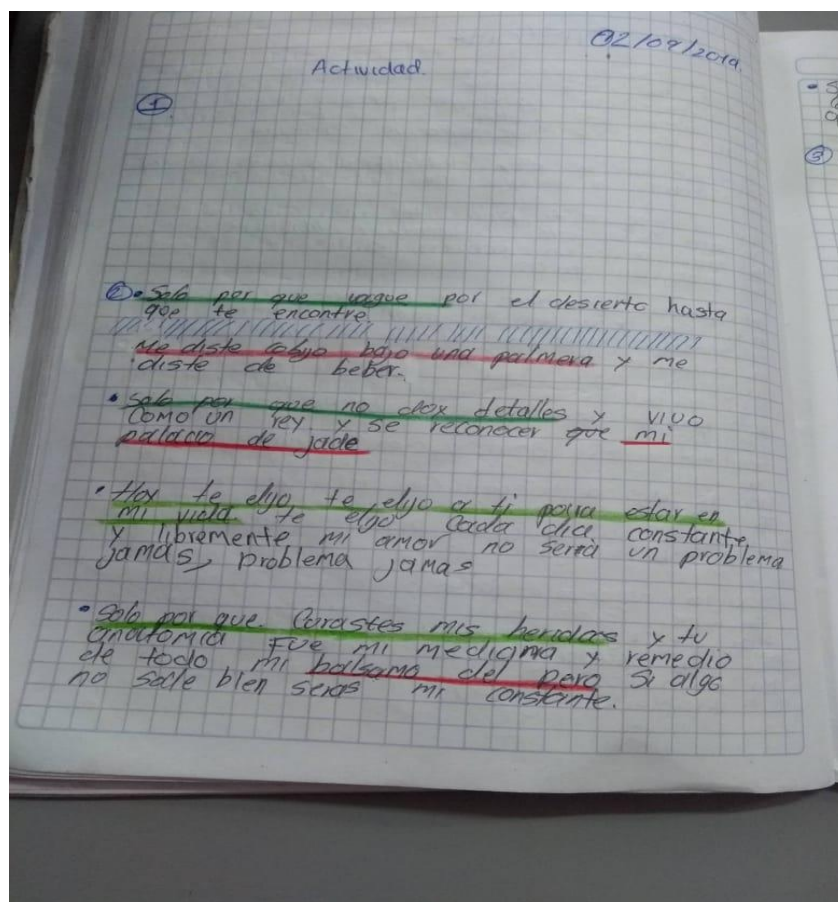 02/09/2019.
Actividad.
1
2 • Solo por que vague por el desierto hasta
que te encontre.
Me diste cobijo bajo una palmera y me
diste de beber.
• Solo por que no dox detalles y vivo
como un rey y se reconocer que mi
palacio de jade
• Hoy te elijo te elijo a ti para estar en
mi vida te elijo cada dia constante
y libremente mi amor no seria un problema
jamas, problema jamas
• Solo por que. Curastes mis heridas y tu
anatomia Fue mi medicina y remedio
de todo mi balsamo del pero Si algo
no sale bien seras mi constante.
3